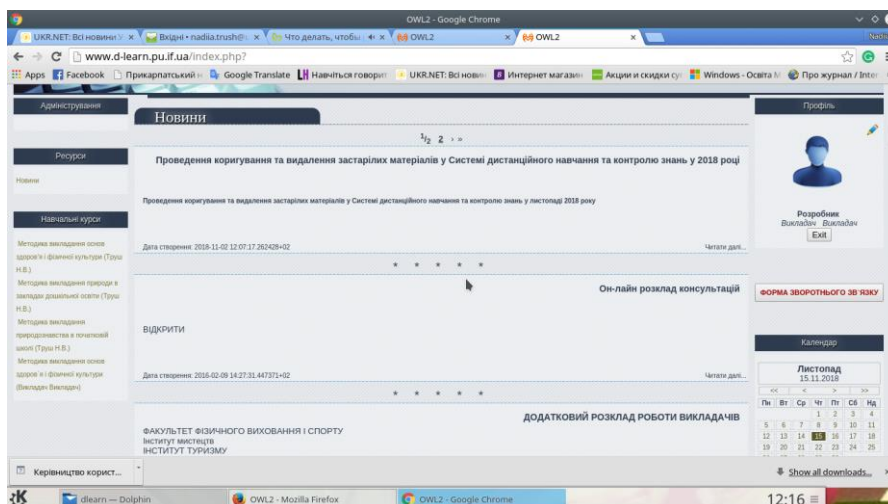 OWL2 - Google Chrome
UKR.NET: Всі новини У
Вхідні • nadiia.trush@
Что делать, чтобы
OWL2
OWL2
www.d-learn.pu.if.ua/index.php?
Apps Facebook Прикарпатський Google Translate Навчіться говорит UKR.NET: Всі новин Интернет магазин Акции и скидки су Windows - Освіта Про журнал / Inter
Адміністрування
Ресурси
Новини
Навчальні курси
Методика викладання основ
здоров'я і фізичної культури (Труш
Н.В.)
Методика викладання природи в
закладах дошкільної освіти (Труш
Н.В.)
Методика викладання
природознавства в початковій
школі (Труш Н.В.)
Методика викладання основ
здоров`я і фізичної культури
(Викладач Викладач)
Новини
1/2 2 › »
Проведення коригування та видалення застарілих матеріалів у Системі дистанційного навчання та контролю знань у 2018 році
Проведення коригування та видалення застарілих матеріалів у Системі дистанційного навчання та контролю знань у листопаді 2018 року
Дата створення: 2018-11-02 12:07:17.262428+02 Читати далі...
* * * * *
Он-лайн розклад консультацій
ВІДКРИТИ
Дата створення: 2016-02-09 14:27:31.447371+02 Читати далі...
* * * * *
ДОДАТКОВИЙ РОЗКЛАД РОБОТИ ВИКЛАДАЧІВ
ФАКУЛЬТЕТ ФІЗИЧНОГО ВИХОВАННЯ І СПОРТУ
Інститут мистецтв
ІНСТИТУТ ТУРИЗМУ
Профіль
Розробник
Викладач Викладач
Exit
ФОРМА ЗВОРОТНЬОГО ЗВ'ЯЗКУ
Календар
Листопад
15.11.2018
<< < > >>
Пн Вт Ср Чт Пт Сб Нд
1 2 3 4
5 6 7 8 9 10 11
12 13 14 15 16 17 18
19 20 21 22 23 24 25
Керівництво корист...
Show all downloads...
dlearn — Dolphin
OWL2 - Mozilla Firefox
OWL2 - Google Chrome
12:16